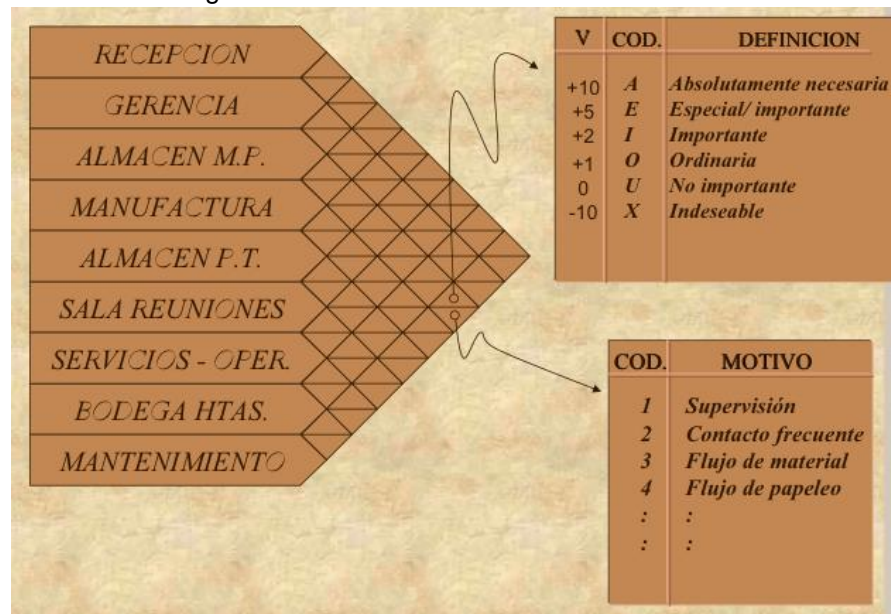 RECEPCION
GERENCIA
ALMACEN M.P.
MANUFACTURA
ALMACEN P.T.
SALA REUNIONES
SERVICIOS - OPER.
BODEGA HTAS.
MANTENIMIENTO
V COD. DEFINICION
+10 A Absolutamente necesaria
+5 E Especial/ importante
+2 I Importante
+1 O Ordinaria
0 U No importante
-10 X Indeseable
COD. MOTIVO
1 Supervisión
2 Contacto frecuente
3 Flujo de material
4 Flujo de papeleo
: :
: :